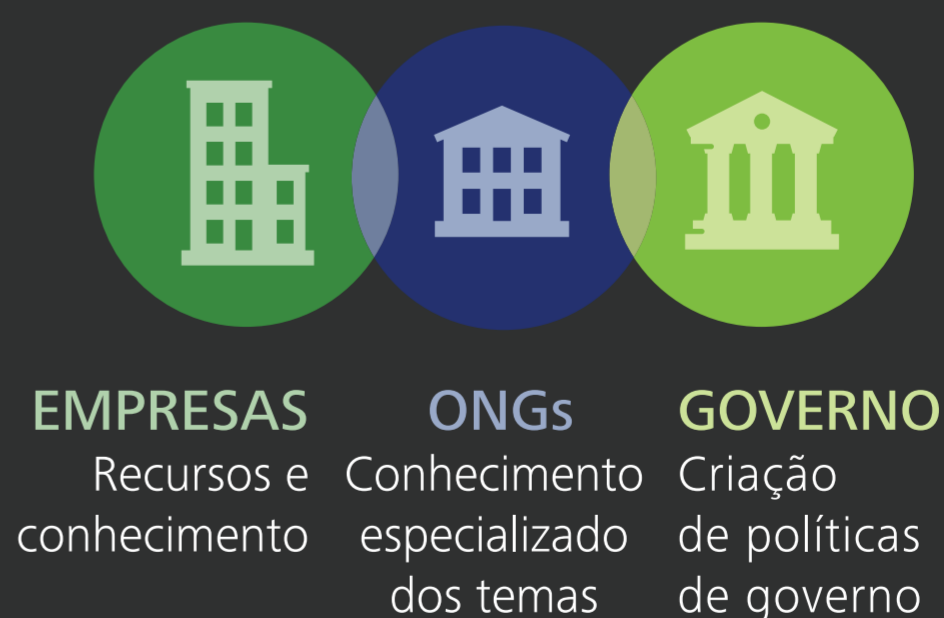 EMPRESAS
Recursos e
conhecimento
ONGs
Conhecimento
especializado
dos temas
GOVERNO
Criação
de políticas
de governo